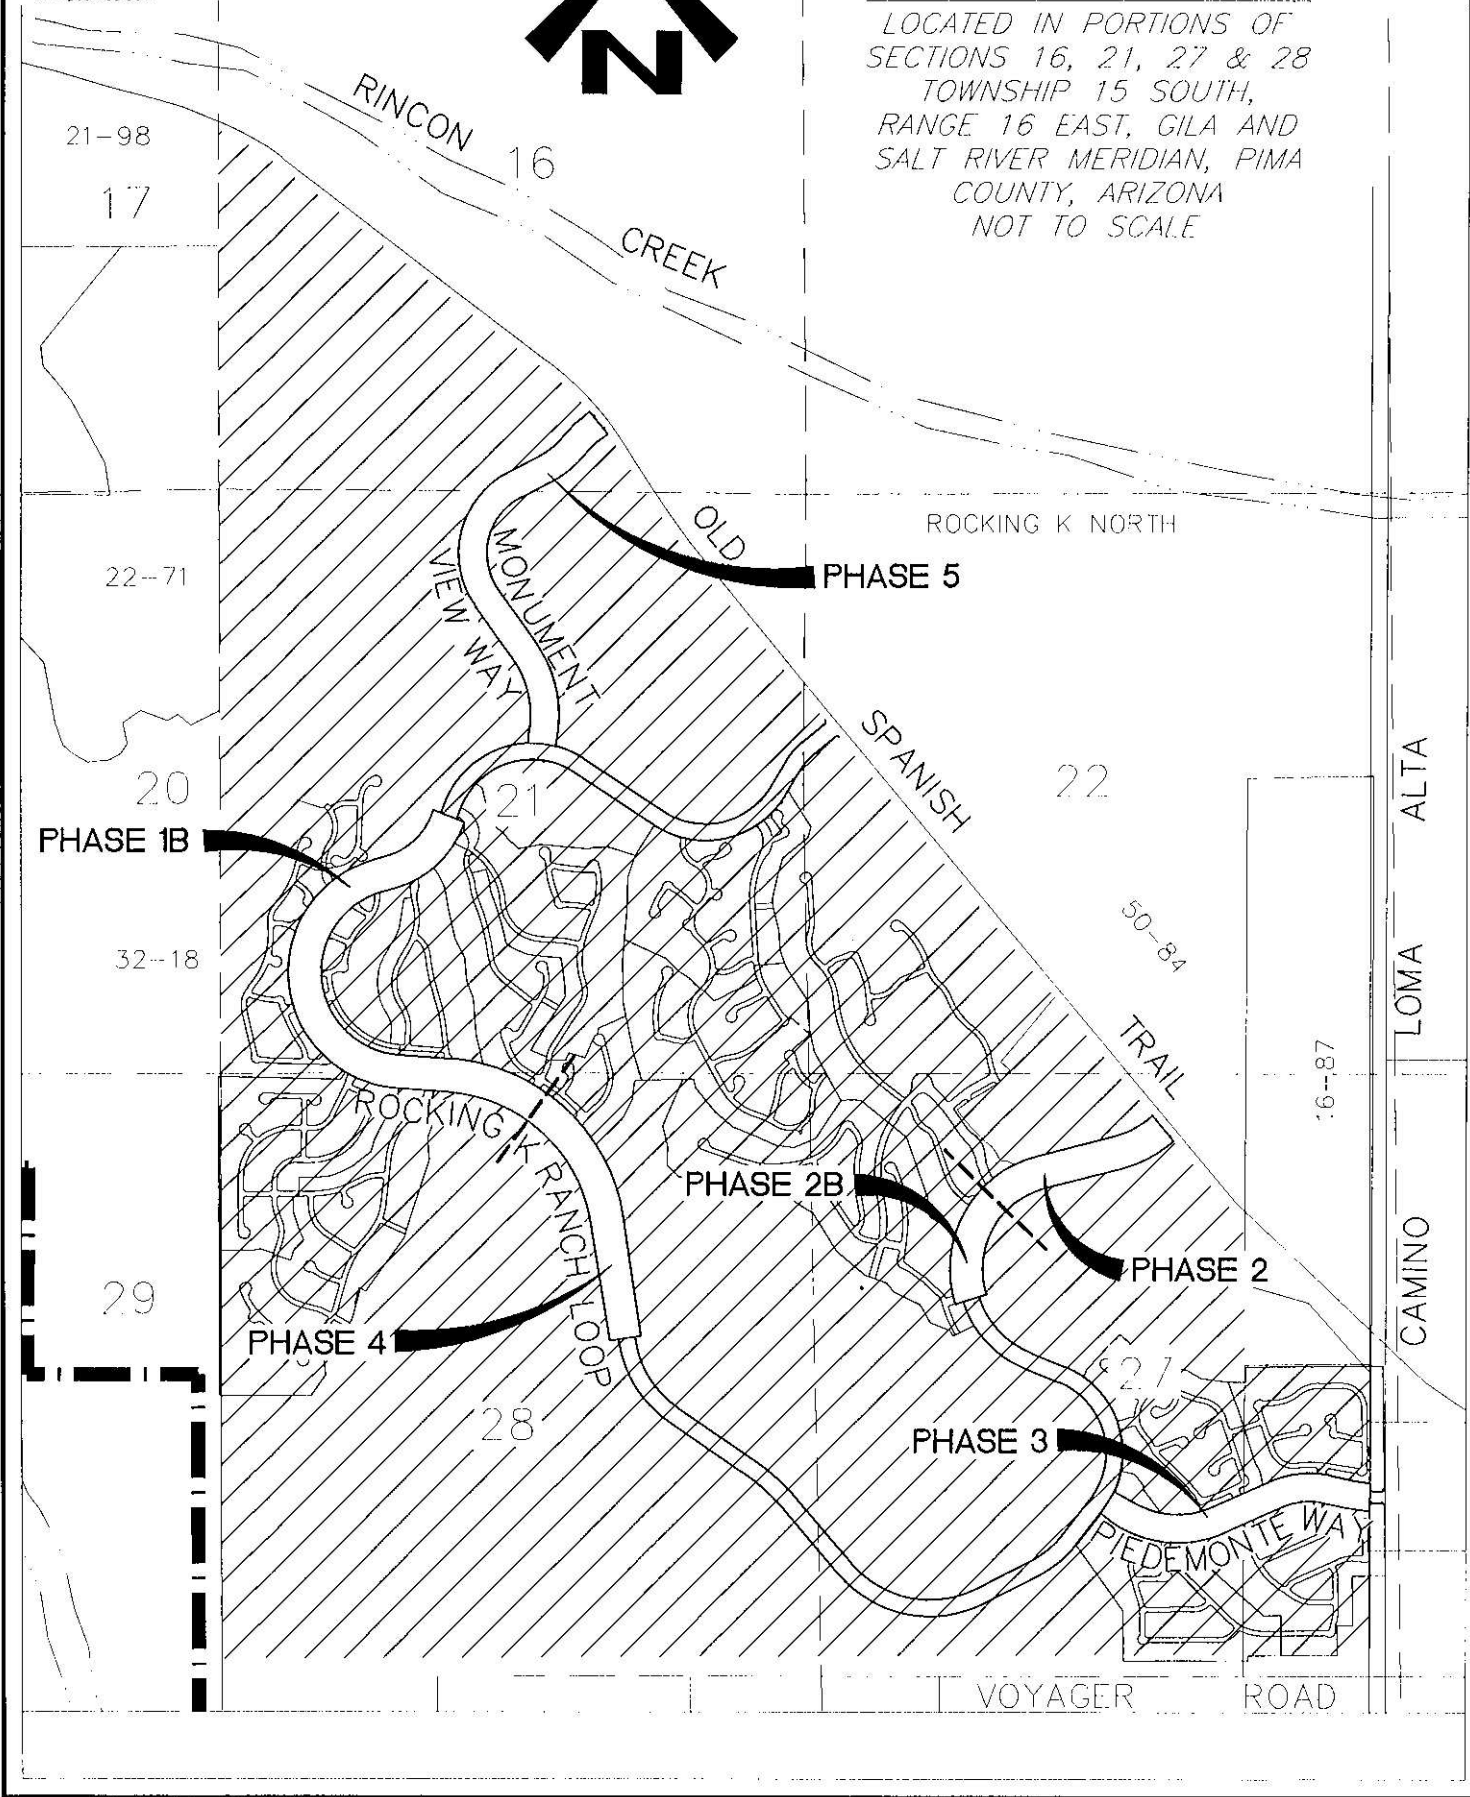 N
LOCATED IN PORTIONS OF
SECTIONS 16, 21, 27 & 28
TOWNSHIP 15 SOUTH,
RANGE 16 EAST, GILA AND
SALT RIVER MERIDIAN, PIMA
COUNTY, ARIZONA
NOT TO SCALE
RINCON
CREEK
21-98
17
16
ROCKING K NORTH
OLD
SPANISH
TRAIL
PHASE 5
22--71
MONUMENT
VIEW WAY
20
21
22
PHASE 1B
32--18
50-84
16--87
CAMINO
LOMA
ALTA
ROCKING K RANCH LOOP
PHASE 2B
PHASE 2
29
PHASE 4
28
27
PHASE 3
PIEDEMONTE WAY
VOYAGER ROAD